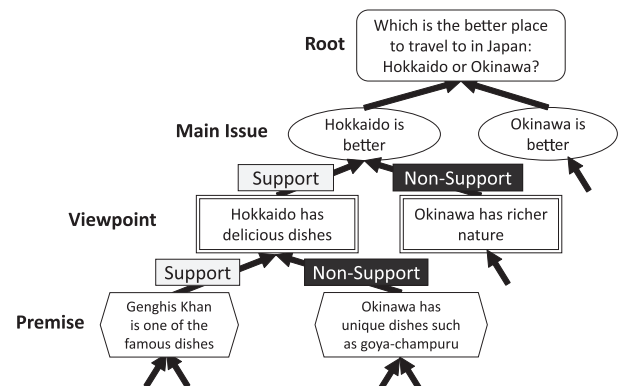 Root
Which is the better place
to travel to in Japan:
Hokkaido or Okinawa?
Main Issue
Hokkaido is
better
Okinawa is
better
Support
Non-Support
Viewpoint
Hokkaido has
delicious dishes
Okinawa has richer
nature
Support
Non-Support
Premise
Genghis Khan
is one of the
famous dishes
Okinawa has
unique dishes such
as goya-champuru